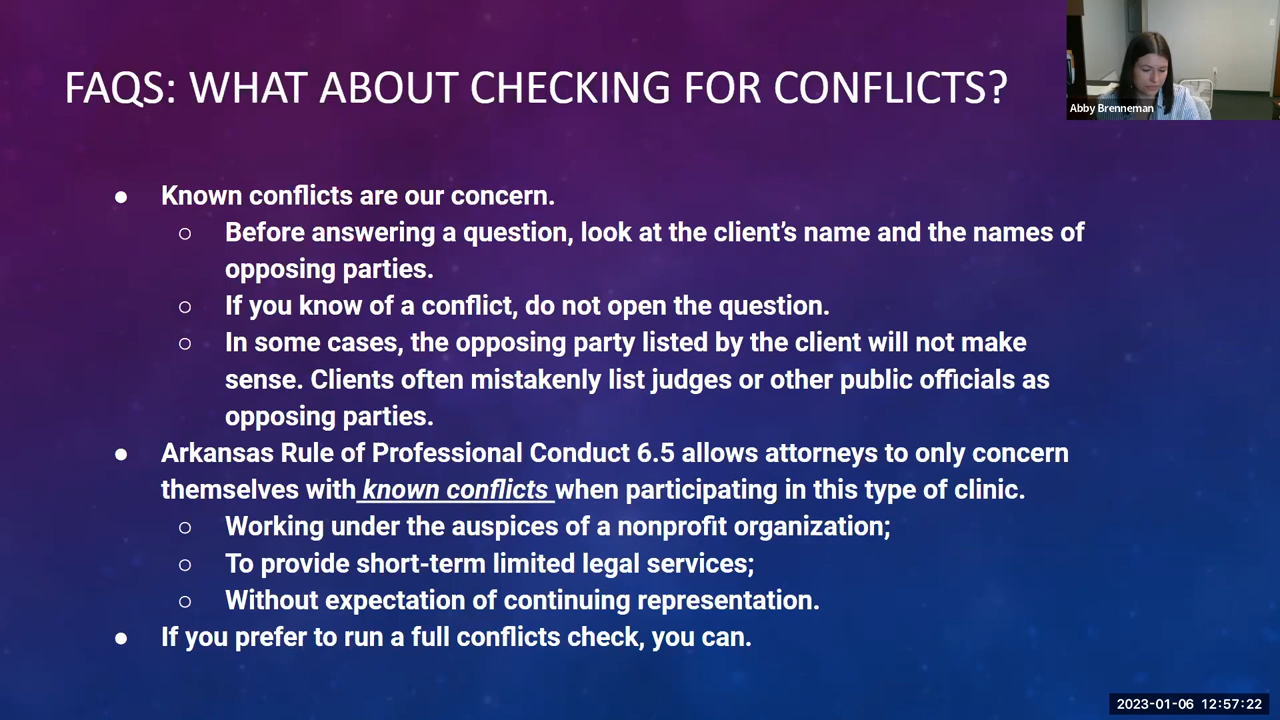 FAQS: WHAT ABOUT CHECKING FOR CONFLICTS?
Abby Brenneman
● Known conflicts are our concern.
○ Before answering a question, look at the client’s name and the names of
opposing parties.
○ If you know of a conflict, do not open the question.
○ In some cases, the opposing party listed by the client will not make
sense. Clients often mistakenly list judges or other public officials as
opposing parties.
● Arkansas Rule of Professional Conduct 6.5 allows attorneys to only concern
themselves with known conflicts when participating in this type of clinic.
○ Working under the auspices of a nonprofit organization;
○ To provide short-term limited legal services;
○ Without expectation of continuing representation.
● If you prefer to run a full conflicts check, you can.
2023-01-06 12:57:22